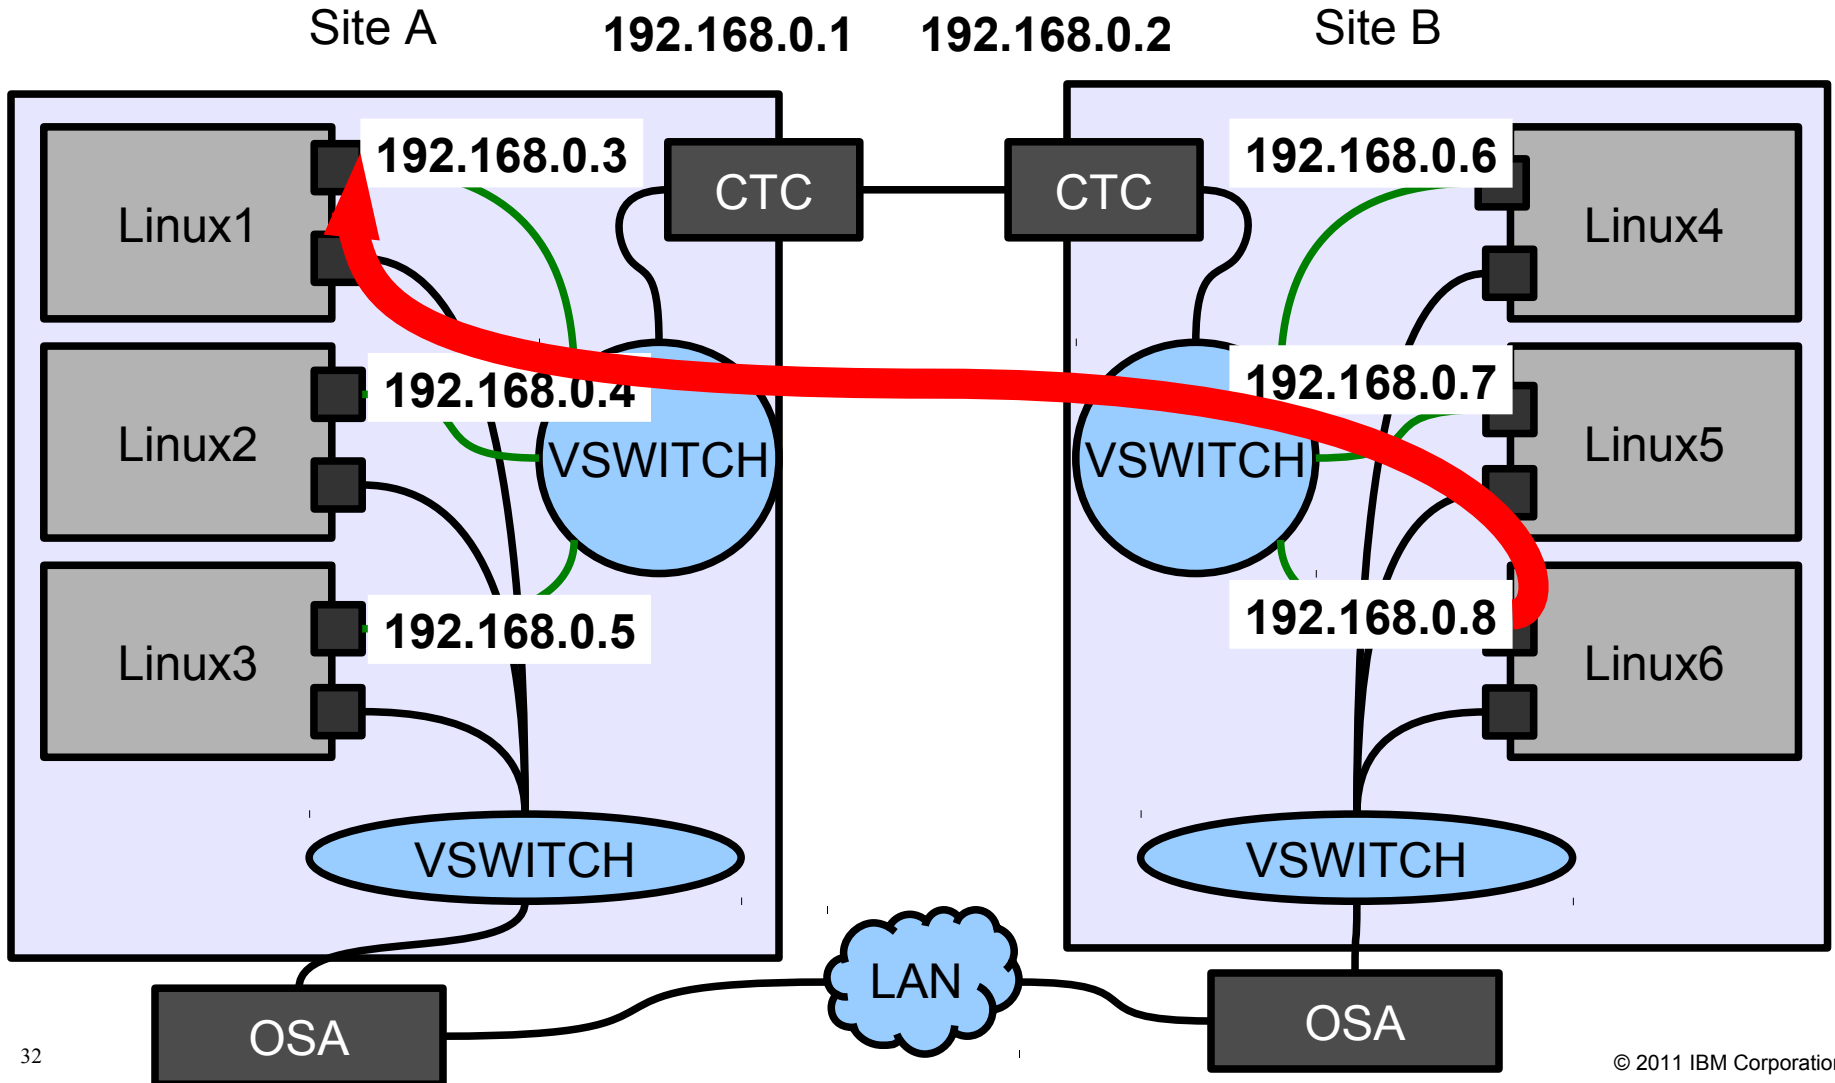 Site A
192.168.0.1
192.168.0.2
Site B
192.168.0.3
CTC
CTC
192.168.0.6
Linux1
Linux4
192.168.0.4
192.168.0.7
Linux2
VSWITCH
VSWITCH
Linux5
192.168.0.5
192.168.0.8
Linux3
Linux6
VSWITCH
VSWITCH
LAN
OSA
OSA
32
© 2011 IBM Corporation